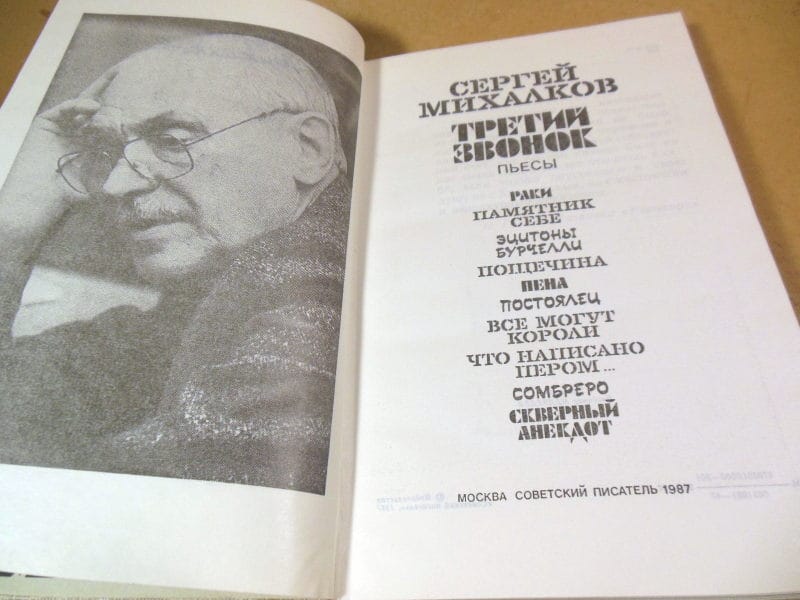 СЕРГЕЙ
МИХАЛКОВ
ТРЕТИЙ
ЗВОНОК
ПЬЕСЫ
РАКИ
ПАМЯТНИК
СЕБЕ
ЭЦИТОНЫ
БУРЧЕЛЛИ
ПОЩЕЧИНА
ПЕНА
ПОСТОЯЛЕЦ
ВСЕ МОГУТ
КОРОЛИ
ЧТО НАПИСАНО
ПЕРОМ...
СОМБРЕРО
СКВЕРНЫЙ
АНЕКДОТ
МОСКВА СОВЕТСКИЙ ПИСАТЕЛЬ 1987